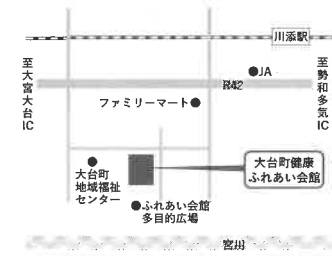 川添駅
至大宮大台IC
至勢和多気IC
●JA
R42
ファミリーマート●
大台町健康
ふれあい会館
●
大台町
地域福祉
センター
●ふれあい会館
多目的広場
宮川